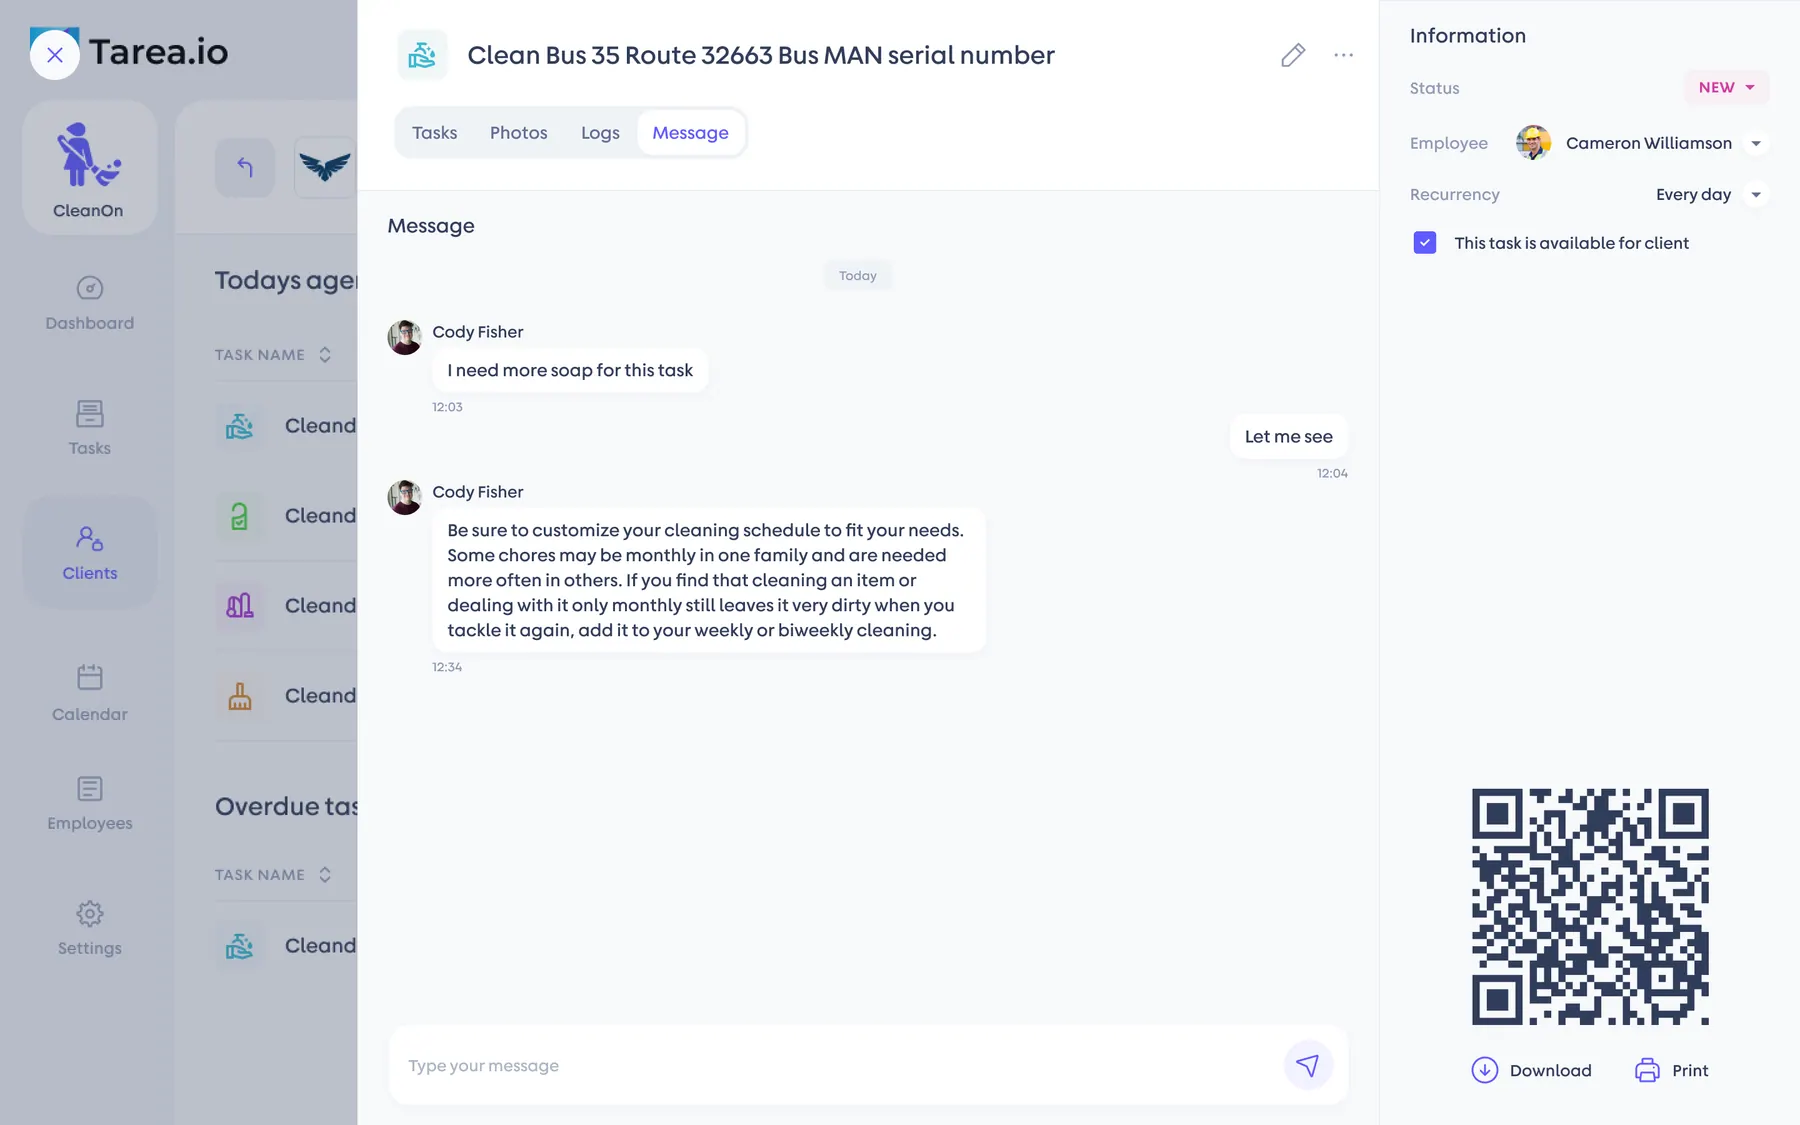 Tarea.io
CleanOn
Dashboard
Tasks
Clients
Calendar
Employees
Settings
Todays agen
TASK NAME
Cleand
Cleand
Cleand
Cleand
Overdue tas
TASK NAME
Cleand
Clean Bus 35 Route 32663 Bus MAN serial number
Tasks
Photos
Logs
Message
Message
Today
Cody Fisher
I need more soap for this task
12:03
Let me see
12:04
Cody Fisher
Be sure to customize your cleaning schedule to fit your needs.
Some chores may be monthly in one family and are needed
more often in others. If you find that cleaning an item or
dealing with it only monthly still leaves it very dirty when you
tackle it again, add it to your weekly or biweekly cleaning.
12:34
Type your message
Information
Status
NEW
Employee
Cameron Williamson
Recurrency
Every day
This task is available for client
Download
Print